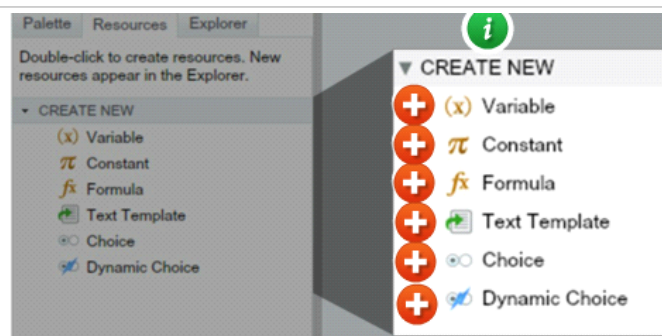 Palette Resources Explorer
Double-click to create resources. New
resources appear in the Explorer.
CREATE NEW
(x) Variable
π Constant
fx Formula
Text Template
Choice
Dynamic Choice
i
CREATE NEW
(x) Variable
π Constant
fx Formula
Text Template
Choice
Dynamic Choice